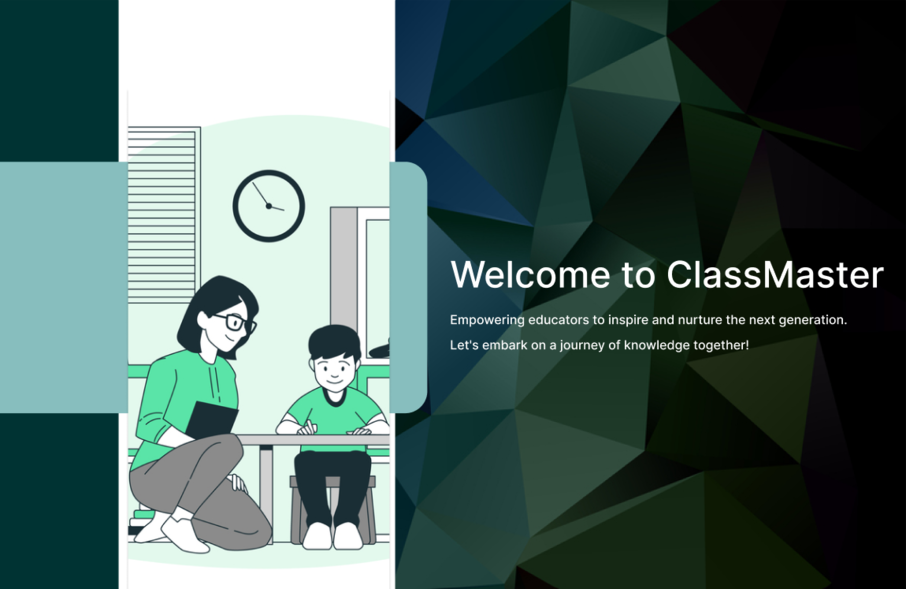 Welcome to ClassMaster
Empowering educators to inspire and nurture the next generation.
Let's embark on a journey of knowledge together!